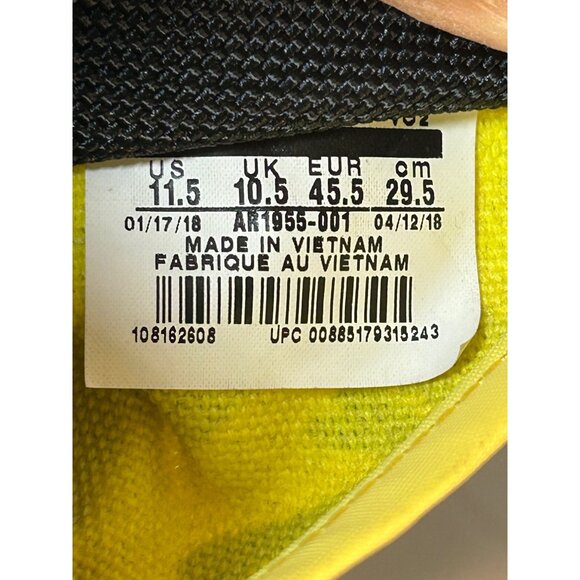 US UK EUR cm
11.5 10.5 45.5 29.5
01/17/18 AR1955-001 04/12/18
MADE IN VIETNAM
FABRIQUE AU VIETNAM
108162608 UPC 00885179315243